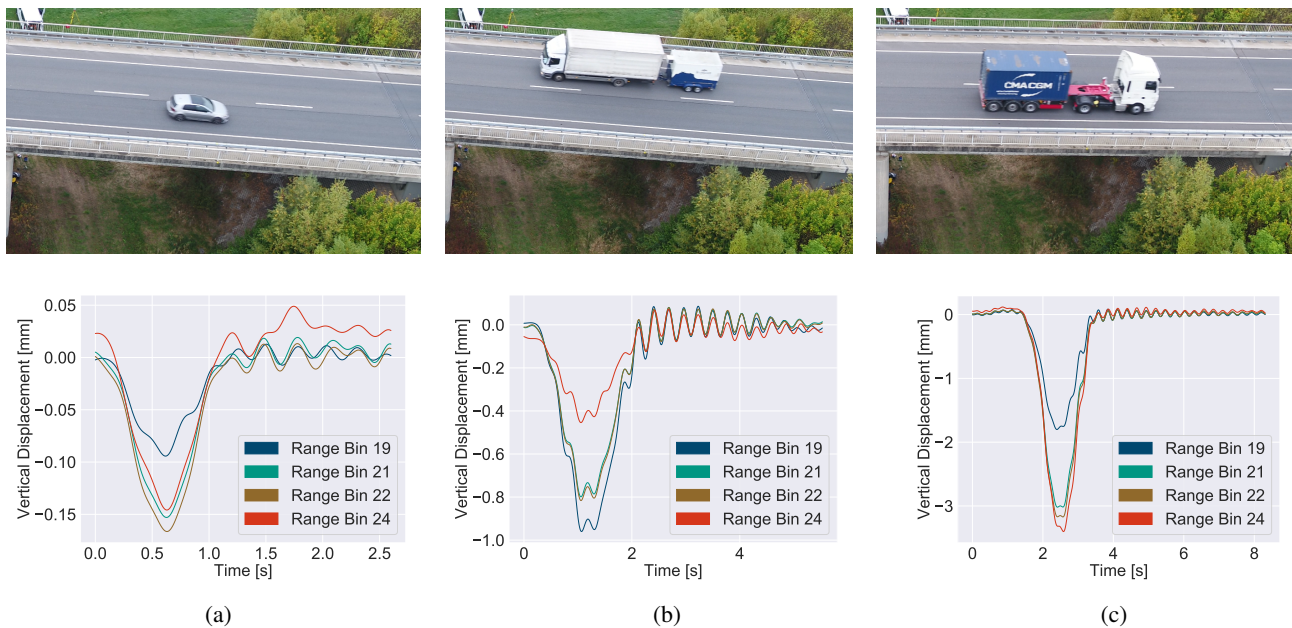 CMA CGM
0.05
0.00
−0.05
−0.10
−0.15
Vertical Displacement [mm]
0.0 0.5 1.0 1.5 2.0 2.5
Time [s]
Range Bin 19
Range Bin 21
Range Bin 22
Range Bin 24
(a)
0.0
−0.2
−0.4
−0.6
−0.8
−1.0
Vertical Displacement [mm]
0 2 4
Time [s]
Range Bin 19
Range Bin 21
Range Bin 22
Range Bin 24
(b)
0
−1
−2
−3
Vertical Displacement [mm]
0 2 4 6 8
Time [s]
Range Bin 19
Range Bin 21
Range Bin 22
Range Bin 24
(c)